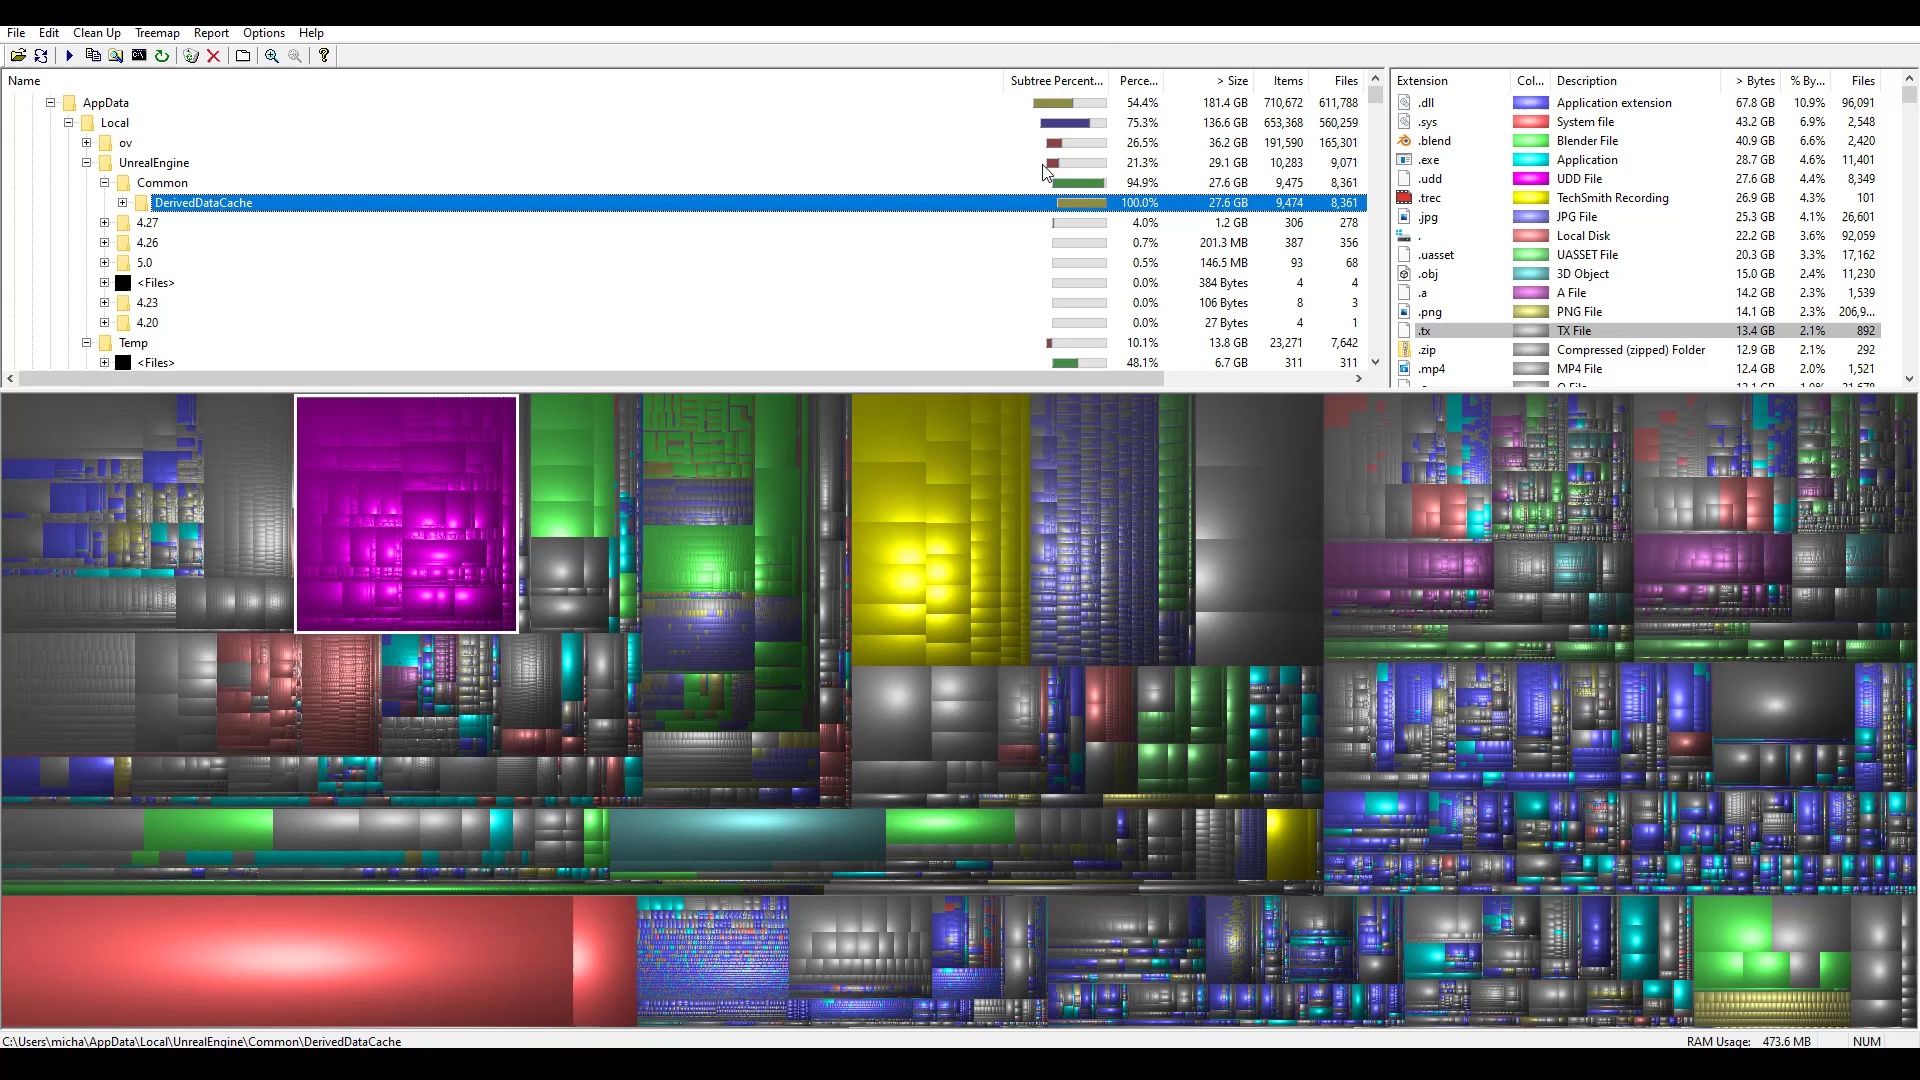 File Edit Clean Up Treemap Report Options Help
Name Subtree Percent... Perce... > Size Items Files
AppData 54.4% 181.4 GB 710,672 611,788
Local 75.3% 136.6 GB 653,368 560,259
ov 26.5% 36.2 GB 191,590 165,301
UnrealEngine 21.3% 29.1 GB 10,283 9,071
Common 94.9% 27.6 GB 9,475 8,361
DerivedDataCache 100.0% 27.6 GB 9,474 8,361
4.27 4.0% 1.2 GB 306 278
4.26 0.7% 201.3 MB 387 356
5.0 0.5% 146.5 MB 93 68
<Files> 0.0% 384 Bytes 4 4
4.23 0.0% 106 Bytes 8 3
4.20 0.0% 27 Bytes 4 1
Temp 10.1% 13.8 GB 23,271 7,642
<Files> 48.1% 6.7 GB 311 311
Extension Col... Description > Bytes % By... Files
.dll Application extension 67.8 GB 10.9% 96,091
.sys System file 43.2 GB 6.9% 2,548
.blend Blender File 40.9 GB 6.6% 2,420
.exe Application 28.7 GB 4.6% 11,401
.udd UDD File 27.6 GB 4.4% 8,349
.trec TechSmith Recording 26.9 GB 4.3% 101
.jpg JPG File 25.3 GB 4.1% 26,601
. Local Disk 22.2 GB 3.6% 92,059
.uasset UASSET File 20.3 GB 3.3% 17,162
.obj 3D Object 15.0 GB 2.4% 11,230
.a A File 14.2 GB 2.3% 1,539
.png PNG File 14.1 GB 2.3% 206,9...
.tx TX File 13.4 GB 2.1% 892
.zip Compressed (zipped) Folder 12.9 GB 2.1% 292
.mp4 MP4 File 12.4 GB 2.0% 1,521
C:\Users\micha\AppData\Local\UnrealEngine\Common\DerivedDataCache RAM Usage: 473.6 MB NUM